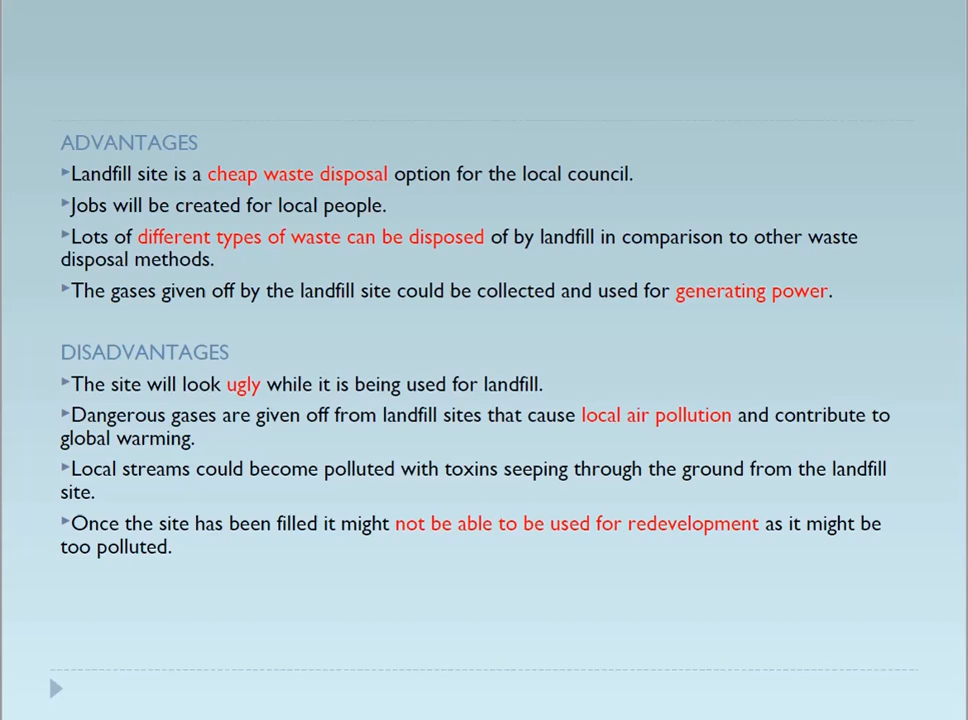 ADVANTAGES
▶Landfill site is a cheap waste disposal option for the local council.
▶Jobs will be created for local people.
▶Lots of different types of waste can be disposed of by landfill in comparison to other waste
disposal methods.
▶The gases given off by the landfill site could be collected and used for generating power.
DISADVANTAGES
▶The site will look ugly while it is being used for landfill.
▶Dangerous gases are given off from landfill sites that cause local air pollution and contribute to
global warming.
▶Local streams could become polluted with toxins seeping through the ground from the landfill
site.
▶Once the site has been filled it might not be able to be used for redevelopment as it might be
too polluted.